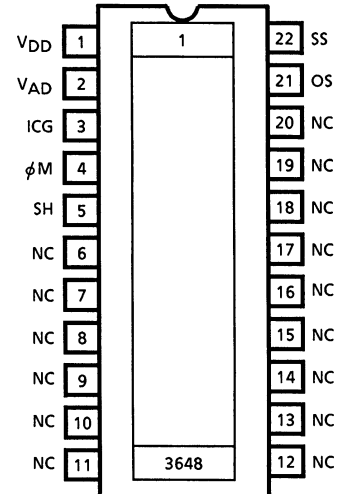 VDD 1 1 22 SS
VAD 2 21 OS
ICG 3 20 NC
ϕM 4 19 NC
SH 5 18 NC
NC 6 17 NC
NC 7 16 NC
NC 8 15 NC
NC 9 14 NC
NC 10 13 NC
NC 11 3648 12 NC